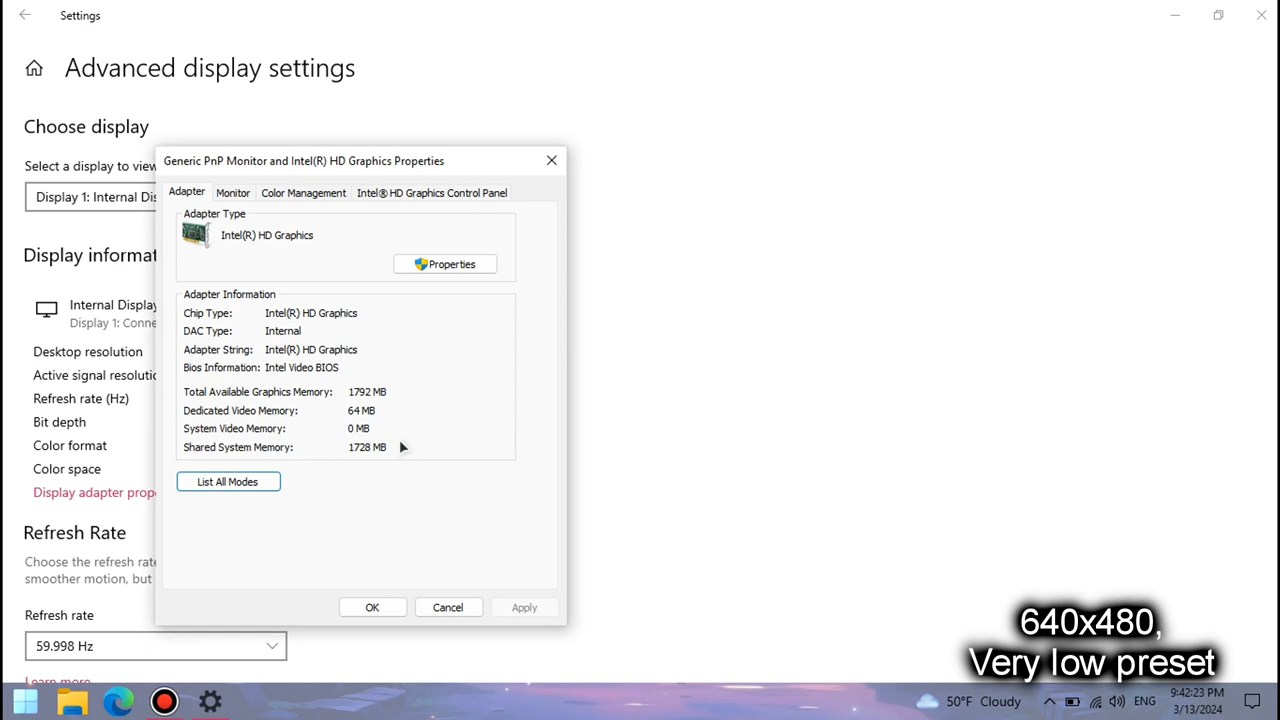 Settings
Advanced display settings
Choose display
Select a display to view
Display 1: Internal Dis
Display informat
Internal Display
Display 1: Conne
Desktop resolution
Active signal resolutio
Refresh rate (Hz)
Bit depth
Color format
Color space
Display adapter prope
Refresh Rate
Choose the refresh rate
smoother motion, but
Refresh rate
59.998 Hz
Learn more
Generic PnP Monitor and Intel(R) HD Graphics Properties
Adapter Monitor Color Management Intel® HD Graphics Control Panel
Adapter Type
Intel(R) HD Graphics
Properties
Adapter Information
Chip Type: Intel(R) HD Graphics
DAC Type: Internal
Adapter String: Intel(R) HD Graphics
Bios Information: Intel Video BIOS
Total Available Graphics Memory: 1792 MB
Dedicated Video Memory: 64 MB
System Video Memory: 0 MB
Shared System Memory: 1728 MB
List All Modes
OK Cancel Apply
640x480,
Very low preset
50°F Cloudy ENG 9:42:23 PM
3/13/2024